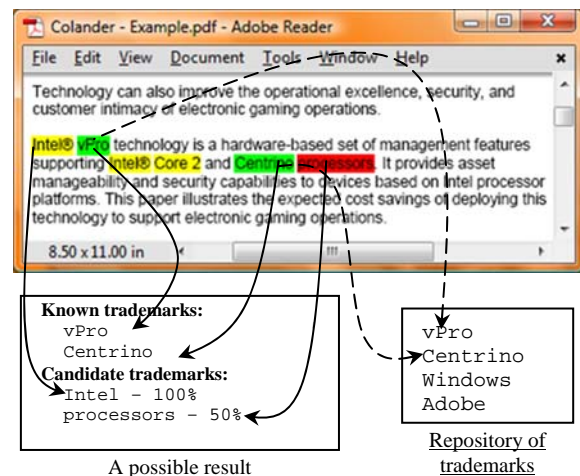 Colander - Example.pdf - Adobe Reader
File Edit View Document Tools Window Help
Technology can also improve the operational excellence, security, and
customer intimacy of electronic gaming operations.
Intel® vPro technology is a hardware-based set of management features
supporting Intel® Core 2 and Centrino processors. It provides asset
manageability and security capabilities to devices based on Intel processor
platforms. This paper illustrates the expected cost savings of deploying this
technology to support electronic gaming operations.
8.50 x 11.00 in
Known trademarks:
vPro
Centrino
Candidate trademarks:
Intel – 100%
processors – 50%
A possible result
vPro
Centrino
Windows
Adobe
Repository of
trademarks